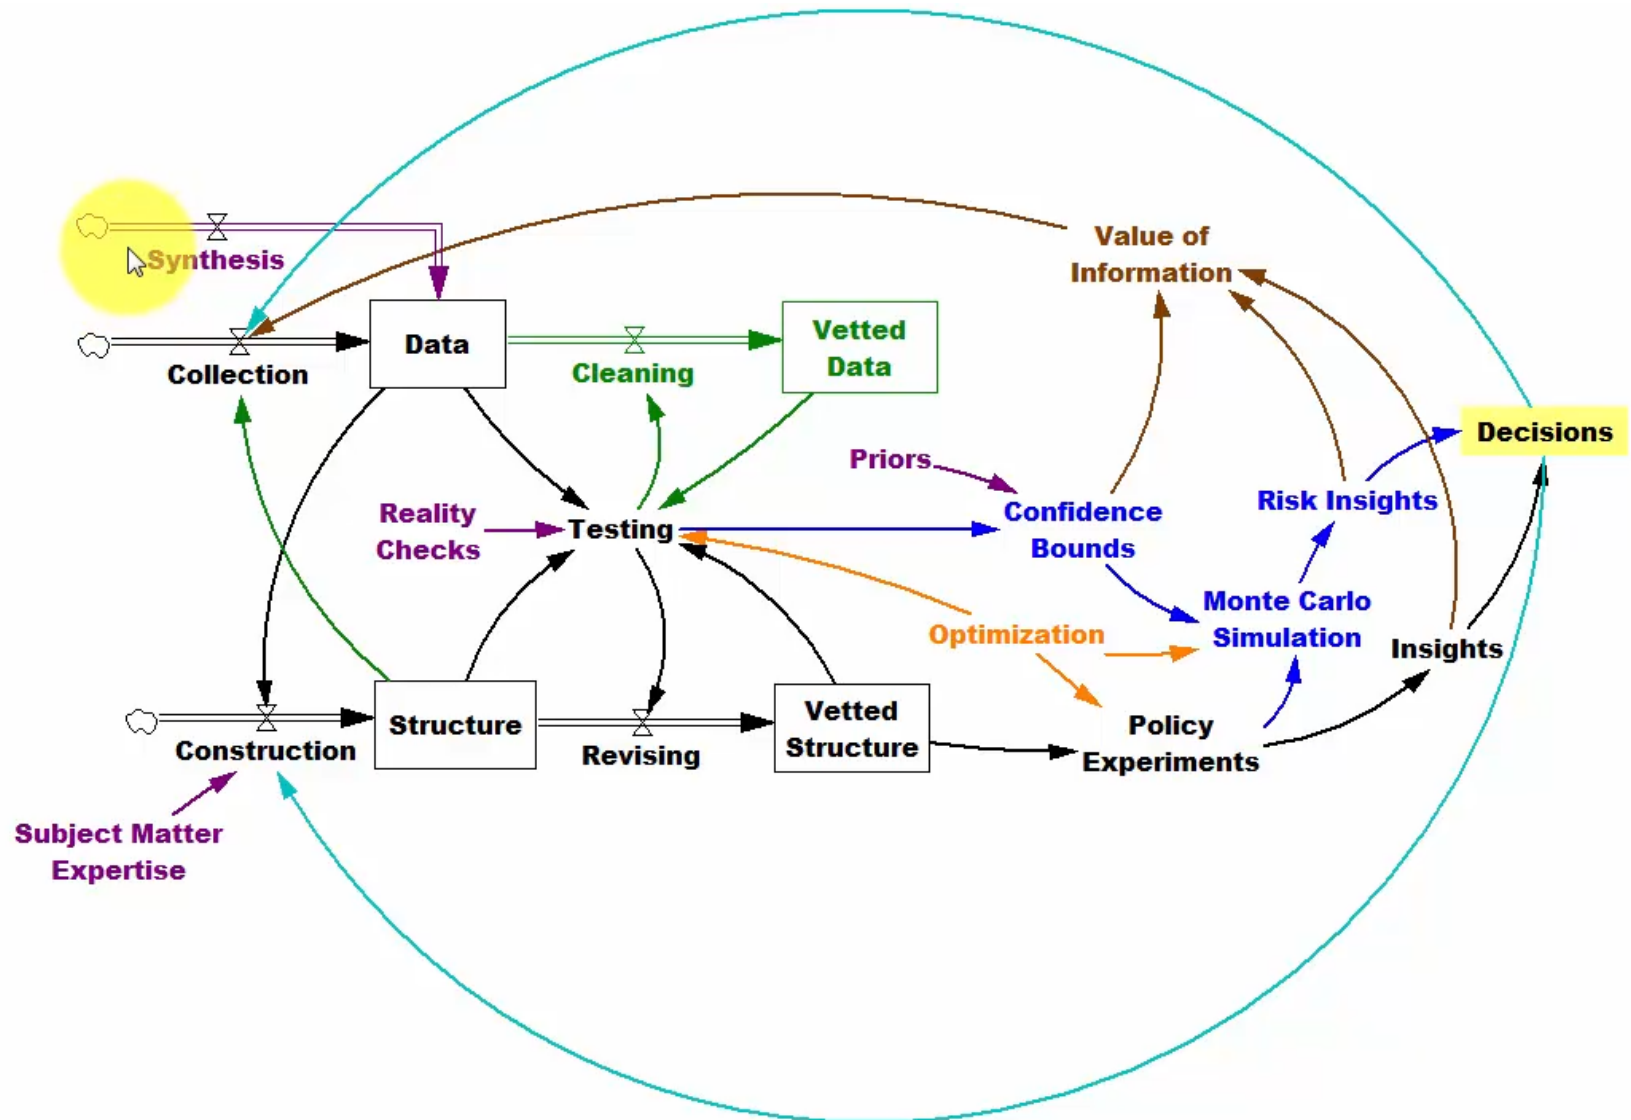 Synthesis
Value of
Information
Collection
Data
Cleaning
Vetted
Data
Decisions
Priors
Reality
Checks
Testing
Confidence
Bounds
Risk Insights
Monte Carlo
Simulation
Optimization
Insights
Structure
Construction
Revising
Vetted
Structure
Policy
Experiments
Subject Matter
Expertise